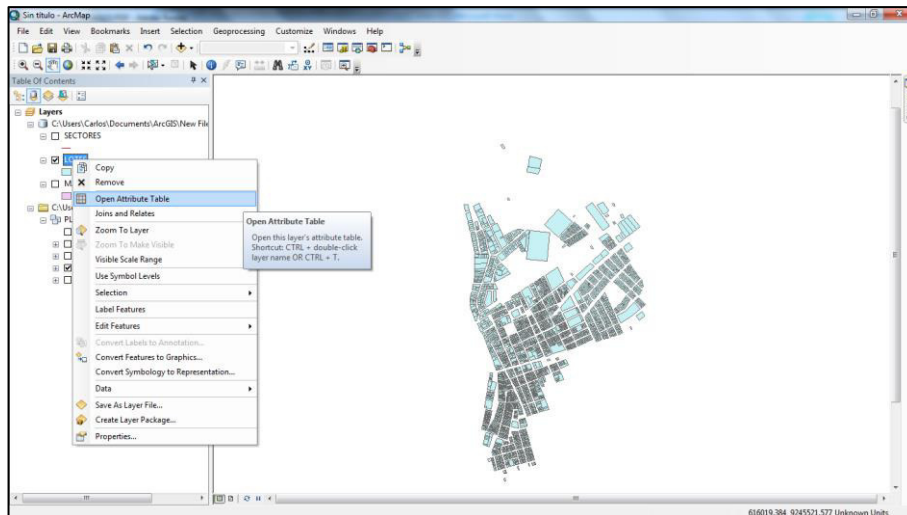 Sin título - ArcMap
File Edit View Bookmarks Insert Selection Geoprocessing Customize Windows Help
Table Of Contents
Layers
C:\Users\Carlos\Documents\ArcGIS\New File
SECTORES
LOTES
Copy
M
Remove
Open Attribute Table
C:\Use
Joins and Relates
Open Attribute Table
PL
Zoom To Layer
Open this layer's attribute table.
Zoom To Make Visible
Shortcut: CTRL + double-click
Visible Scale Range
layer name OR CTRL + T.
Use Symbol Levels
Selection
Label Features
Edit Features
Convert Labels to Annotation...
Convert Features to Graphics...
Convert Symbology to Representation...
Data
Save As Layer File...
Create Layer Package...
Properties...
616019.384 9245521.577 Unknown Units